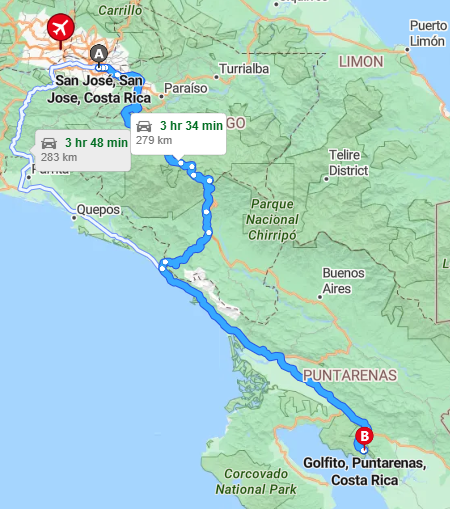 Carrillo
Puerto
Limón
A
San José, San
Jose, Costa Rica
Turrialba
LIMON
Paraíso
3 hr 34 min
279 km
3 hr 48 min
283 km
Telire
District
Quepos
Parque
Nacional
Chirripó
Buenos
Aires
PUNTARENAS
B
Golfito, Puntarenas,
Costa Rica
Corcovado
National Park